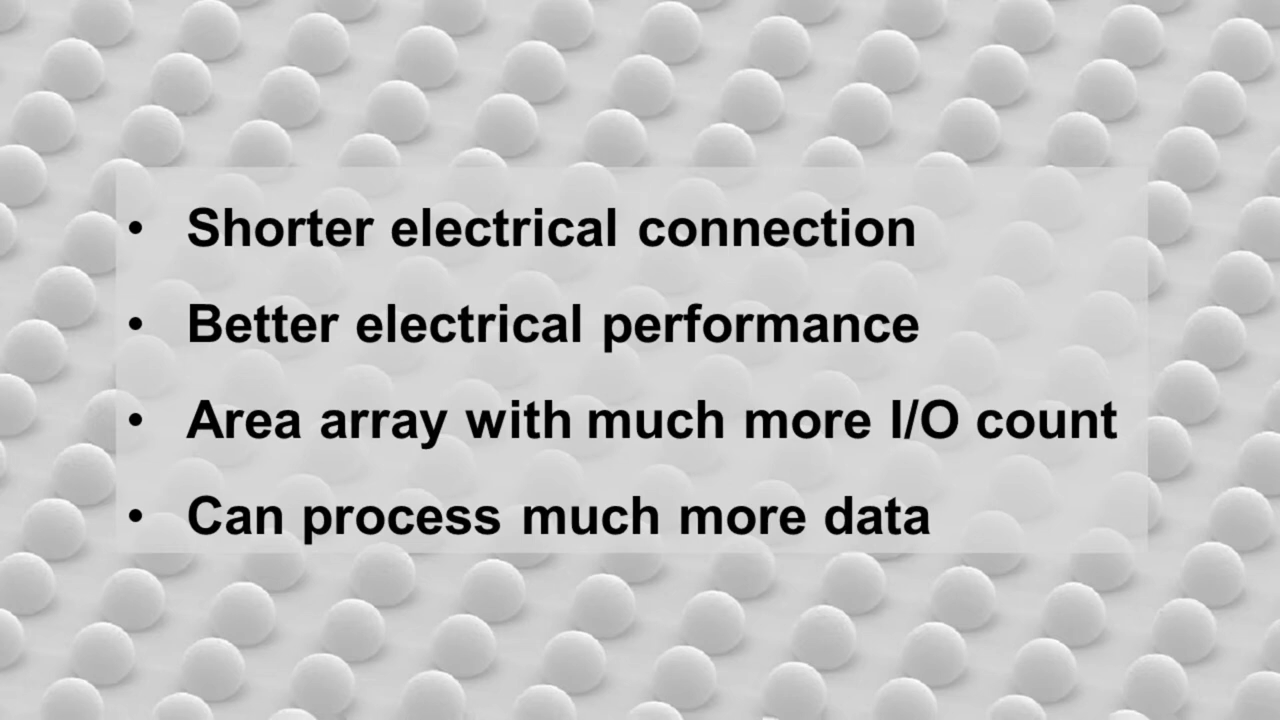 • Shorter electrical connection
• Better electrical performance
• Area array with much more I/O count
• Can process much more data